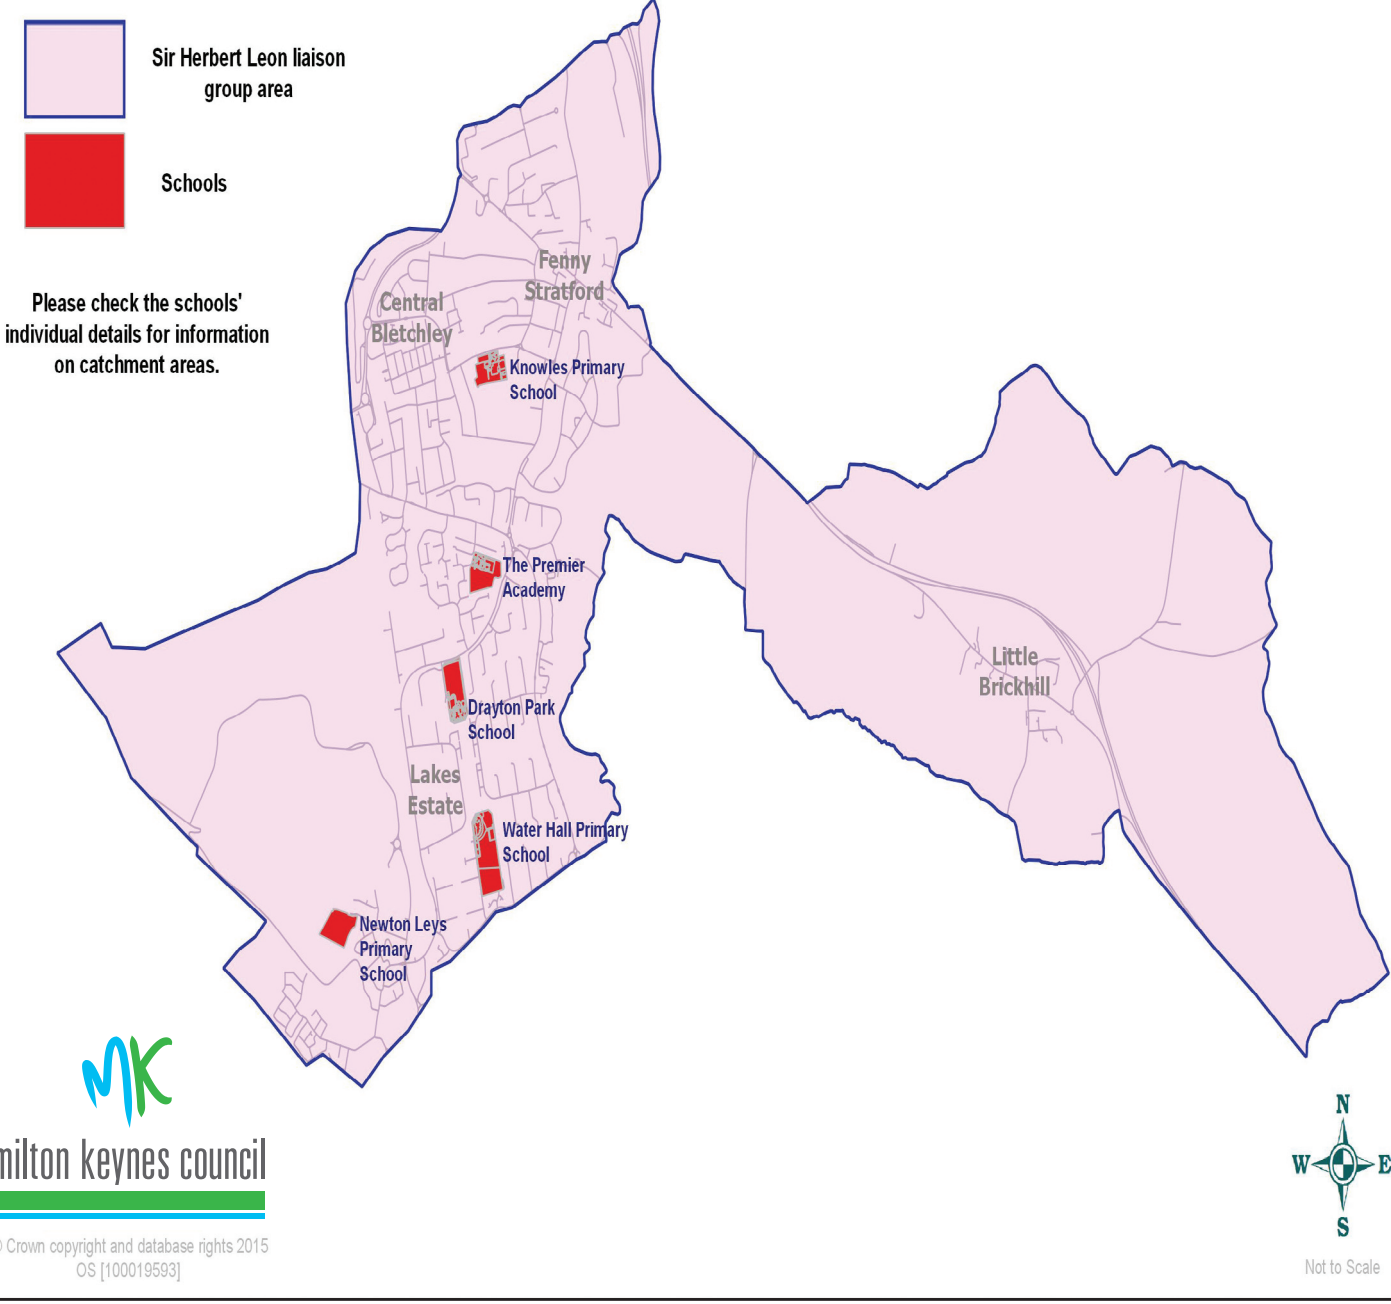 Sir Herbert Leon liaison
group area
Schools
Please check the schools'
individual details for information
on catchment areas.
Fenny
Stratford
Central
Bletchley
Knowles Primary
School
The Premier
Academy
Little
Brickhill
Drayton Park
School
Lakes
Estate
Water Hall Primary
School
Newton Leys
Primary
School
MK
milton keynes council
© Crown copyright and database rights 2015
OS [100019593]
N
W E
S
Not to Scale